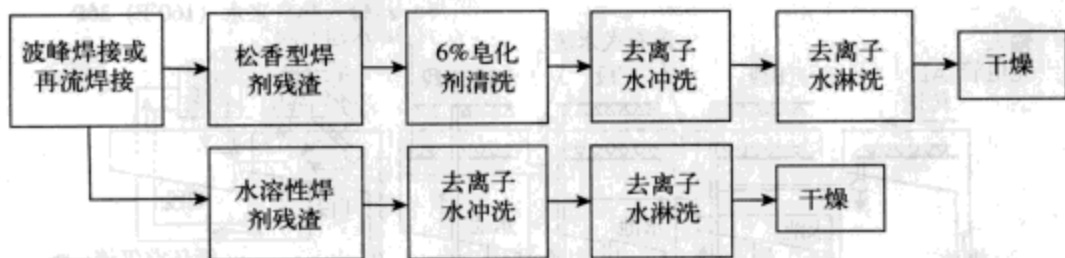 波峰焊接或
再流焊接
松香型焊
剂残渣
6%皂化
剂清洗
去离子
水冲洗
去离子
水淋洗
干燥
水溶性焊
剂残渣
去离子
水冲洗
去离子
水淋洗
干燥